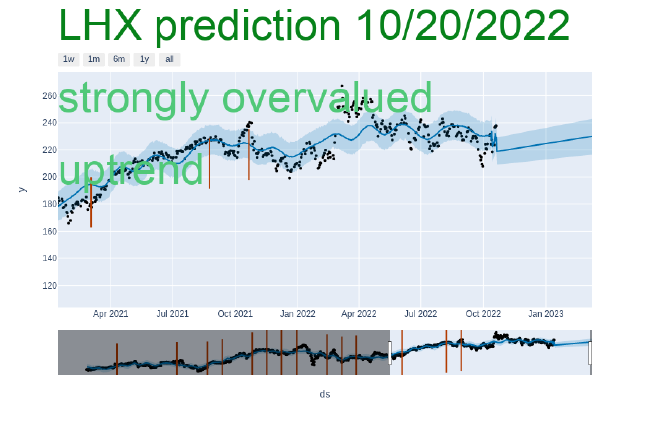 LHX prediction 10/20/2022
1w 1m 6m 1y all
strongly overvalued
uptrend
260
240
220
200
180
160
140
120
y
Apr 2021 Jul 2021 Oct 2021 Jan 2022 Apr 2022 Jul 2022 Oct 2022 Jan 2023
ds